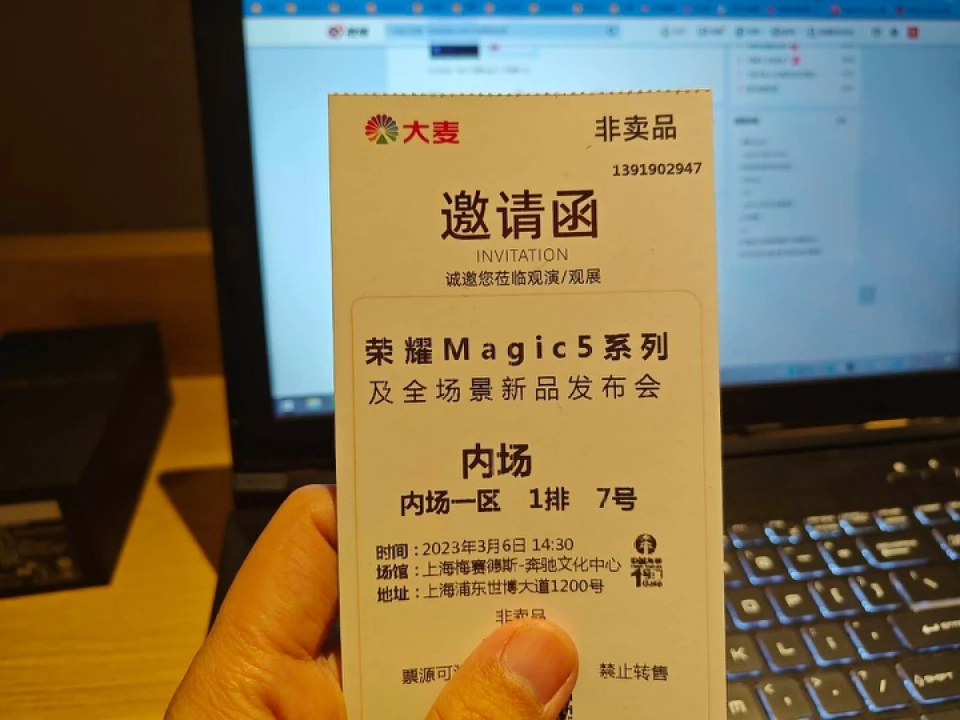 大麦
非卖品
1391902947
邀请函
INVITATION
诚邀您莅临观演/观展
荣耀Magic5系列
及全场景新品发布会
内场
内场一区 1排 7号
时间：2023年3月6日 14:30
场馆：上海梅赛德斯-奔驰文化中心
地址：上海浦东世博大道1200号
非卖品
票源可
禁止转售